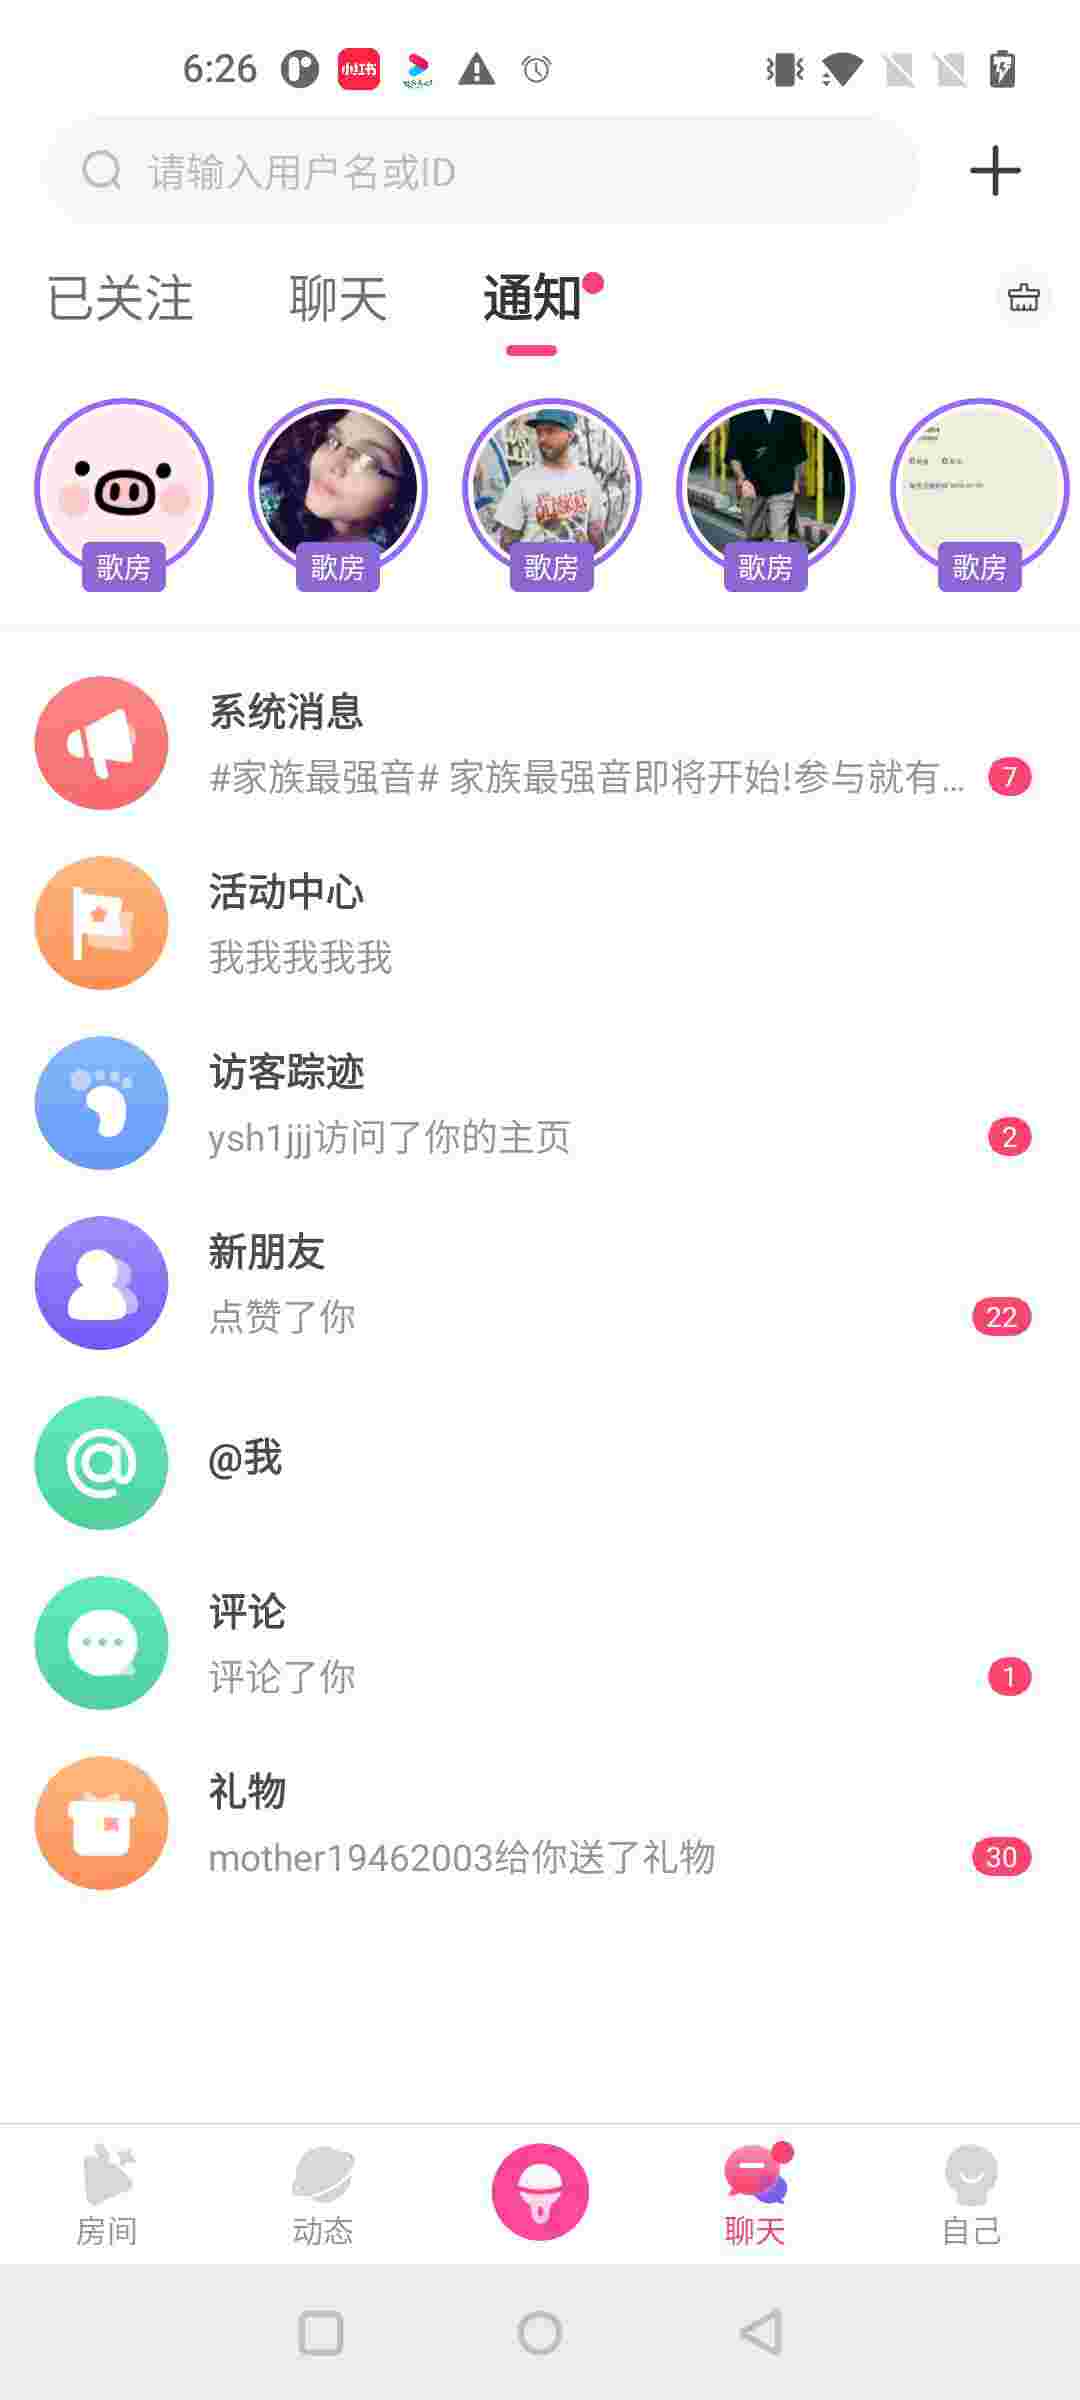 6:26
小红书
请输入用户名或ID
已关注 聊天 通知
歌房 歌房 歌房 歌房 歌房
系统消息
#家族最强音# 家族最强音即将开始!参与就有... 7
活动中心
我我我我我
访客踪迹
ysh1jjj访问了你的主页 2
新朋友
点赞了你 22
@我
评论
评论了你 1
礼物
mother19462003给你送了礼物 30
房间 动态 聊天 自己